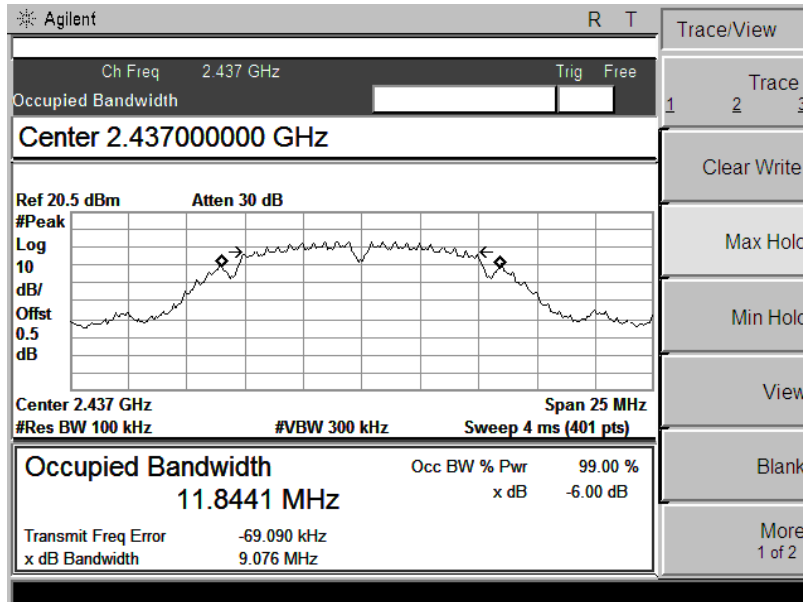 Agilent R T
Trace/View
Ch Freq 2.437 GHz Trig Free
Occupied Bandwidth
Center 2.437000000 GHz
Ref 20.5 dBm Atten 30 dB
#Peak
Log
10
dB/
Offst
0.5
dB
Center 2.437 GHz Span 25 MHz
#Res BW 100 kHz #VBW 300 kHz Sweep 4 ms (401 pts)
Occupied Bandwidth
11.8441 MHz
Occ BW % Pwr 99.00 %
x dB -6.00 dB
Transmit Freq Error -69.090 kHz
x dB Bandwidth 9.076 MHz
Trace
1 2 3
Clear Write
Max Hold
Min Hold
View
Blank
More
1 of 2